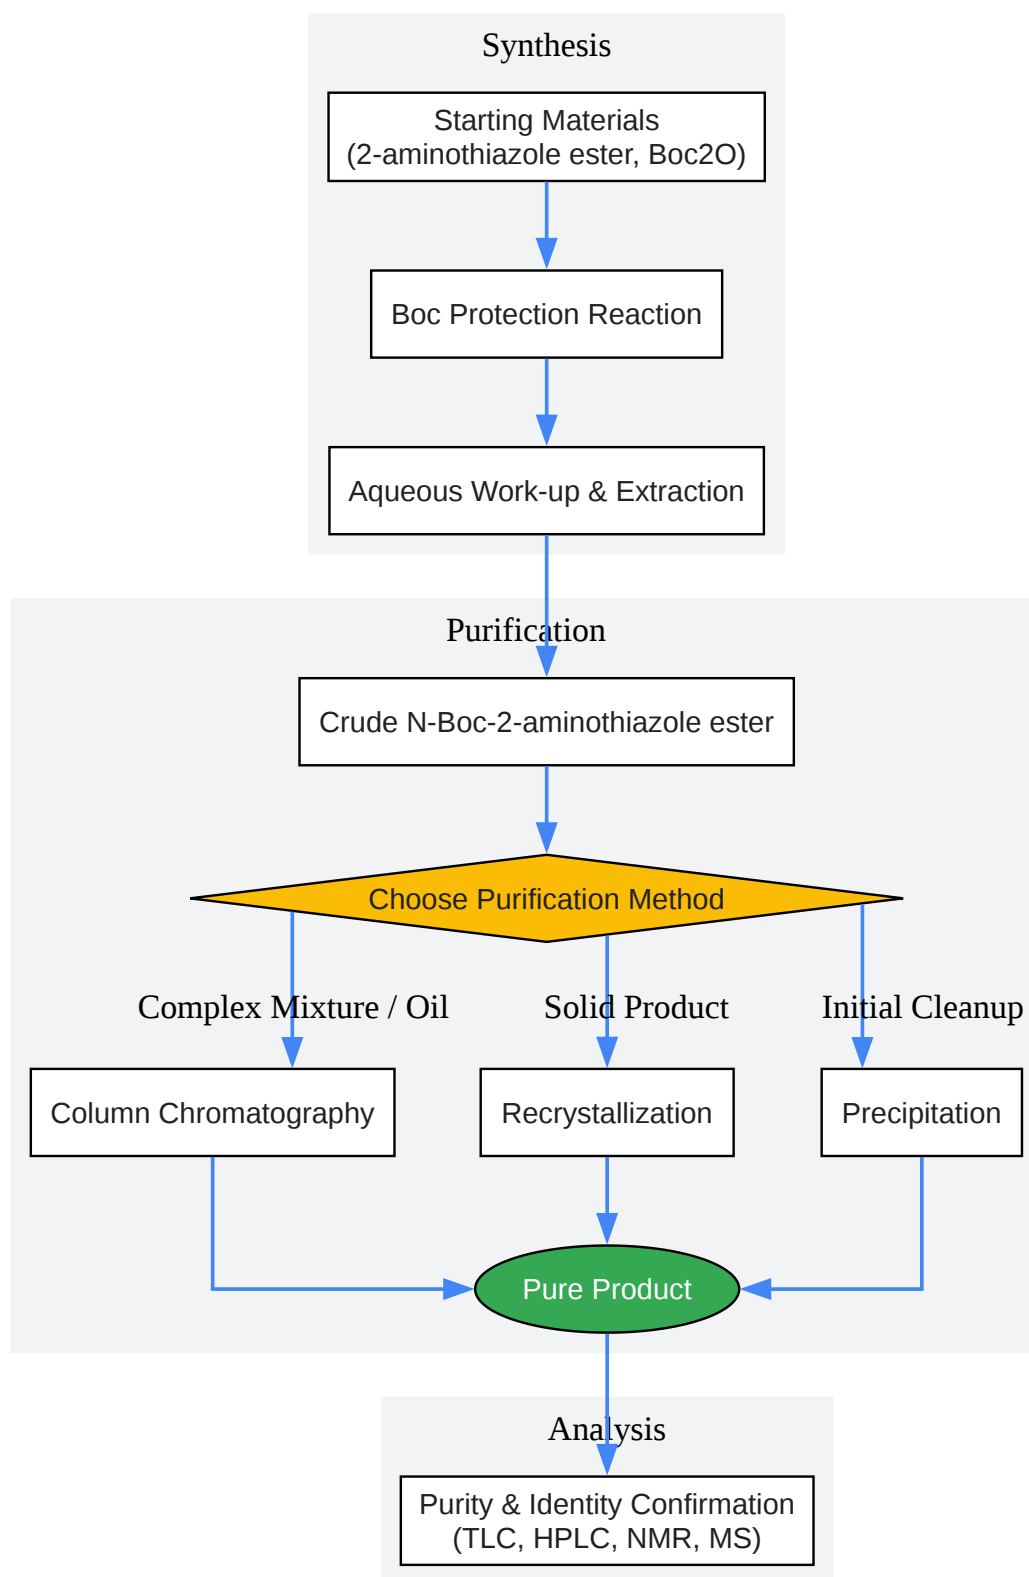 Synthesis
Starting Materials
(2-aminothiazole ester, Boc2O)
Boc Protection Reaction
Aqueous Work-up & Extraction
Purification
Crude N-Boc-2-aminothiazole ester
Choose Purification Method
Complex Mixture / Oil
Solid Product
Initial Cleanup
Column Chromatography
Recrystallization
Precipitation
Pure Product
Analysis
Purity & Identity Confirmation
(TLC, HPLC, NMR, MS)